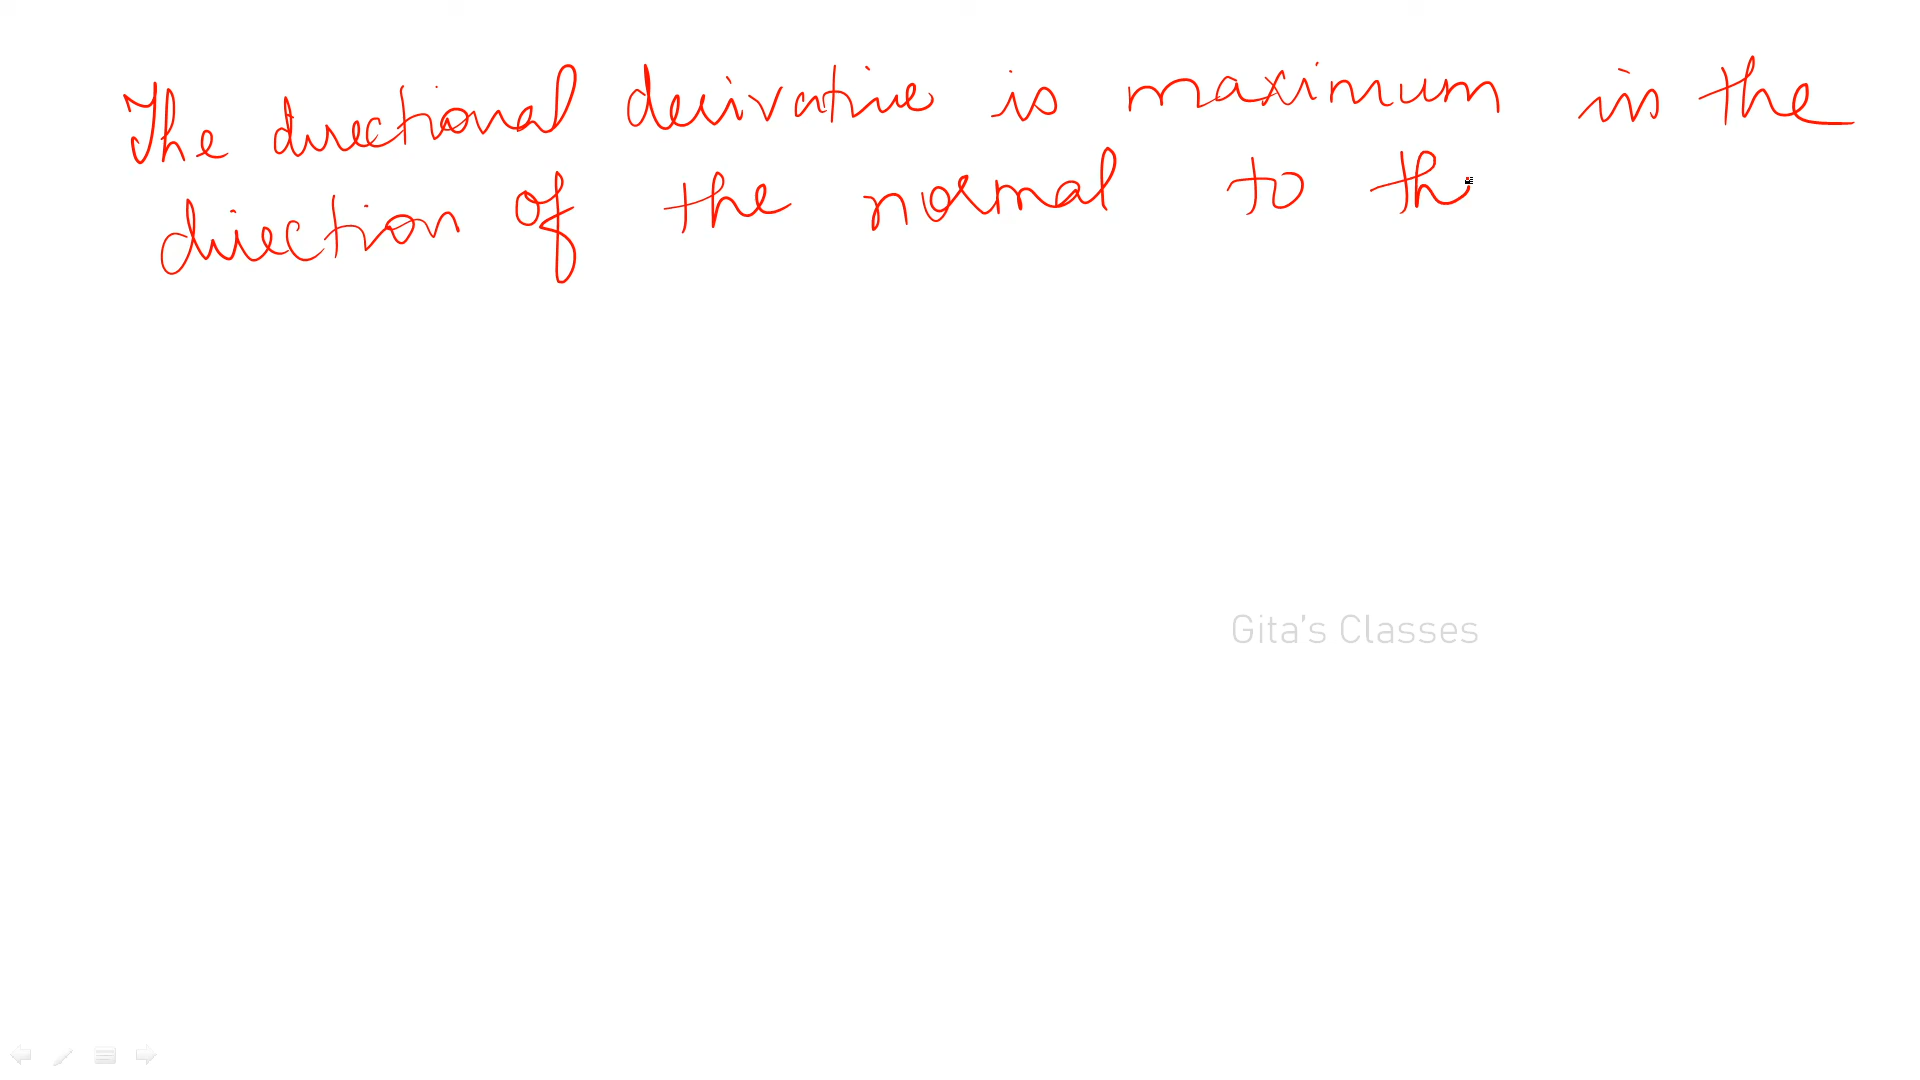 The directional derivative is maximum in the
direction of the normal to th
Gita's Classes